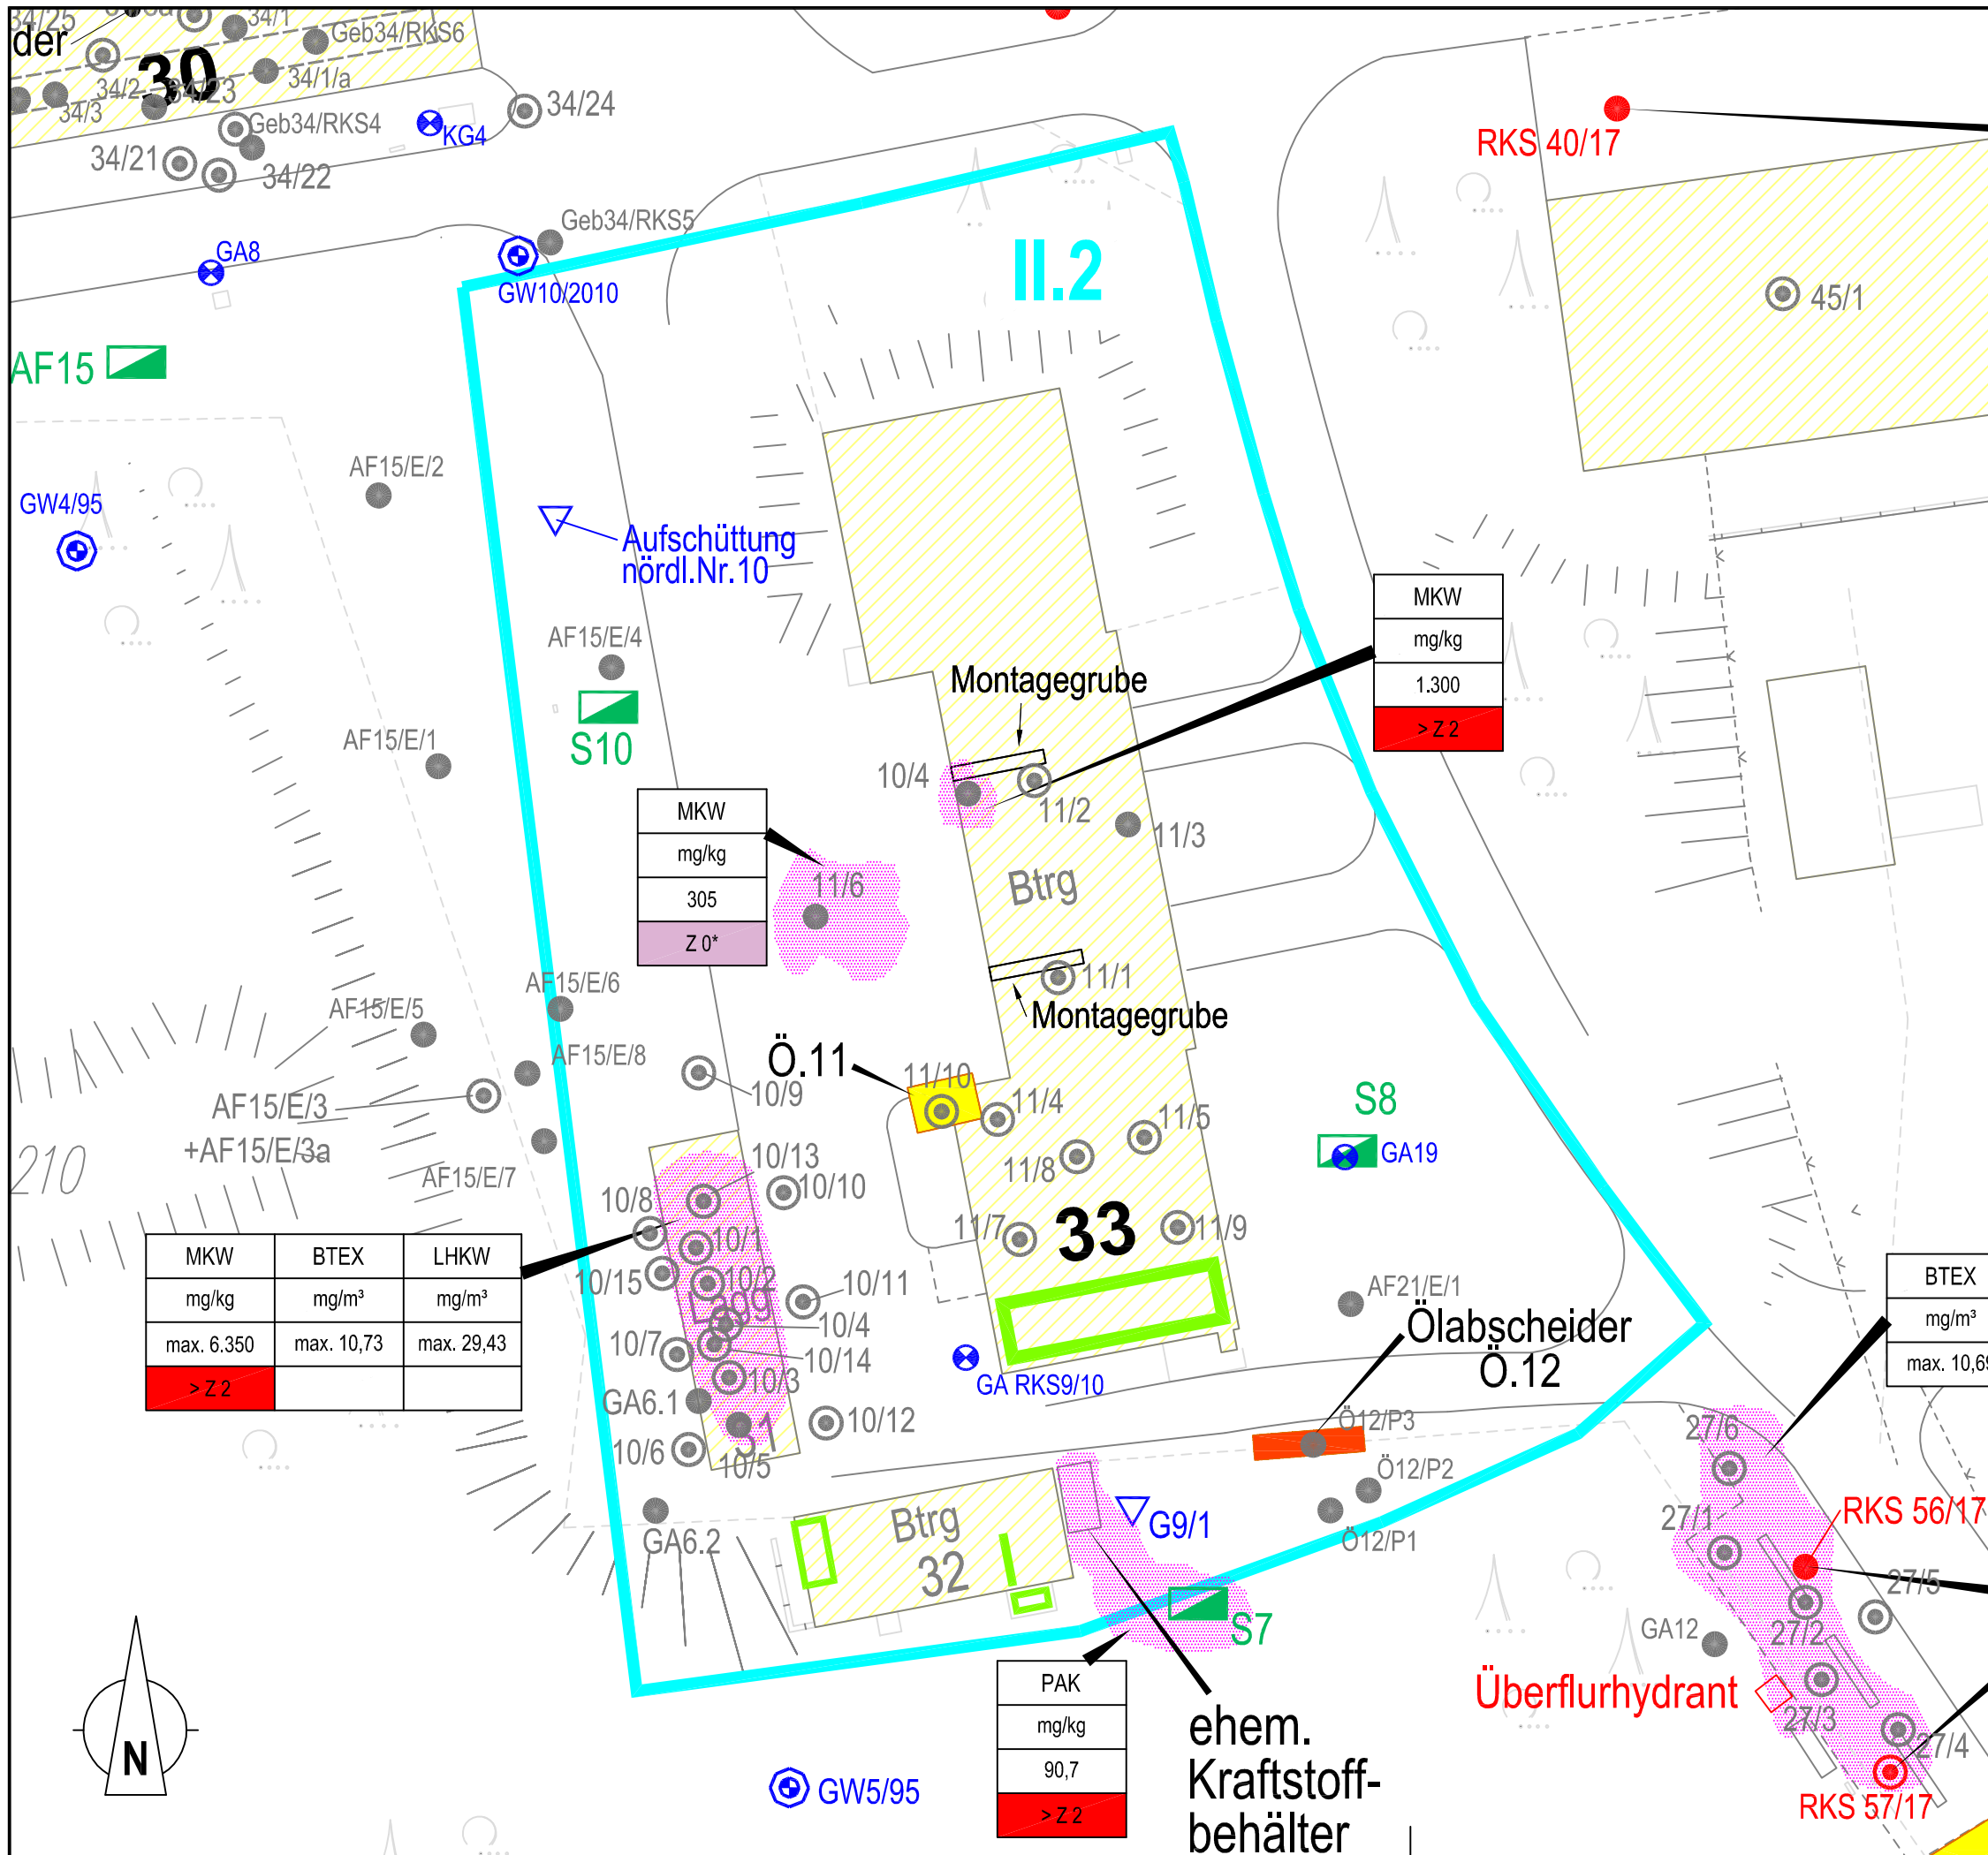 34/25
der
30
34/1
Geb34/RKS6
34/1/a
34/2
34/23
34/3
Geb34/RKS4
34/21
34/22
KG4
34/24
Geb34/RKS5
GA8
GW10/2010
II.2
RKS 40/17
45/1
AF15
AF15/E/2
GW4/95
Aufschüttung
nördl.Nr.10
AF15/E/4
S10
AF15/E/1
MKW
mg/kg
1.300
> Z 2
Montagegrube
10/4
11/2
11/3
MKW
mg/kg
305
Z 0*
11/6
Btrg
11/1
Montagegrube
AF15/E/6
AF15/E/5
AF15/E/8
AF15/E/3
+AF15/E/3a
AF15/E/7
210
Ö.11
10/9
11/10
11/4
11/5
11/8
11/7
33
11/9
S8
GA19
10/13
10/10
10/8
10/1
10/15
10/2
10/11
10/4
10/7
10/14
10/3
GA6.1
10/12
10/6
10/5
GA6.2
MKW BTEX LHKW
mg/kg mg/m³ mg/m³
max. 6.350 max. 10,73 max. 29,43
> Z 2
GA RKS9/10
AF21/E/1
Ölabscheider
Ö.12
Ö12/P3
Ö12/P2
Ö12/P1
BTEX
mg/m³
27/6
27/1
RKS 56/17
27/5
27/2
GA12
Überflurhydrant
27/3
27/4
RKS 57/17
Btrg
32
G9/1
S7
PAK
mg/kg
90,7
> Z 2
ehem.
Kraftstoff-
behälter
GW5/95
N